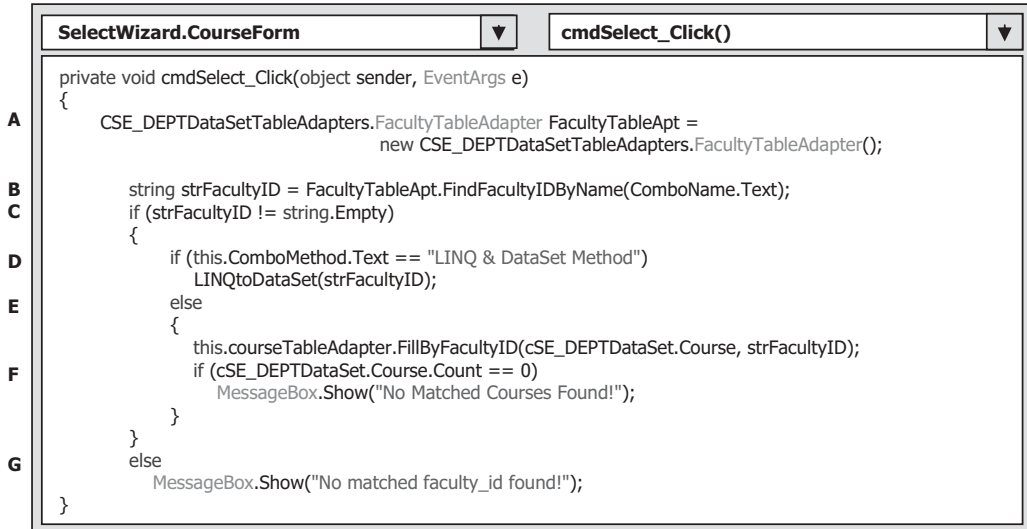 SelectWizard.CourseForm ▼ cmdSelect_Click() ▼
private void cmdSelect_Click(object sender, EventArgs e)
{
A CSE_DEPTDataSetTableAdapters.FacultyTableAdapter FacultyTableApt =
new CSE_DEPTDataSetTableAdapters.FacultyTableAdapter();
B string strFacultyID = FacultyTableApt.FindFacultyIDByName(ComboName.Text);
C if (strFacultyID != string.Empty)
{
D if (this.ComboMethod.Text == "LINQ & DataSet Method")
LINQtoDataSet(strFacultyID);
E else
{
this.courseTableAdapter.FillByFacultyID(cSE_DEPTDataSet.Course, strFacultyID);
F if (cSE_DEPTDataSet.Course.Count == 0)
MessageBox.Show("No Matched Courses Found!");
}
}
G else
MessageBox.Show("No matched faculty_id found!");
}